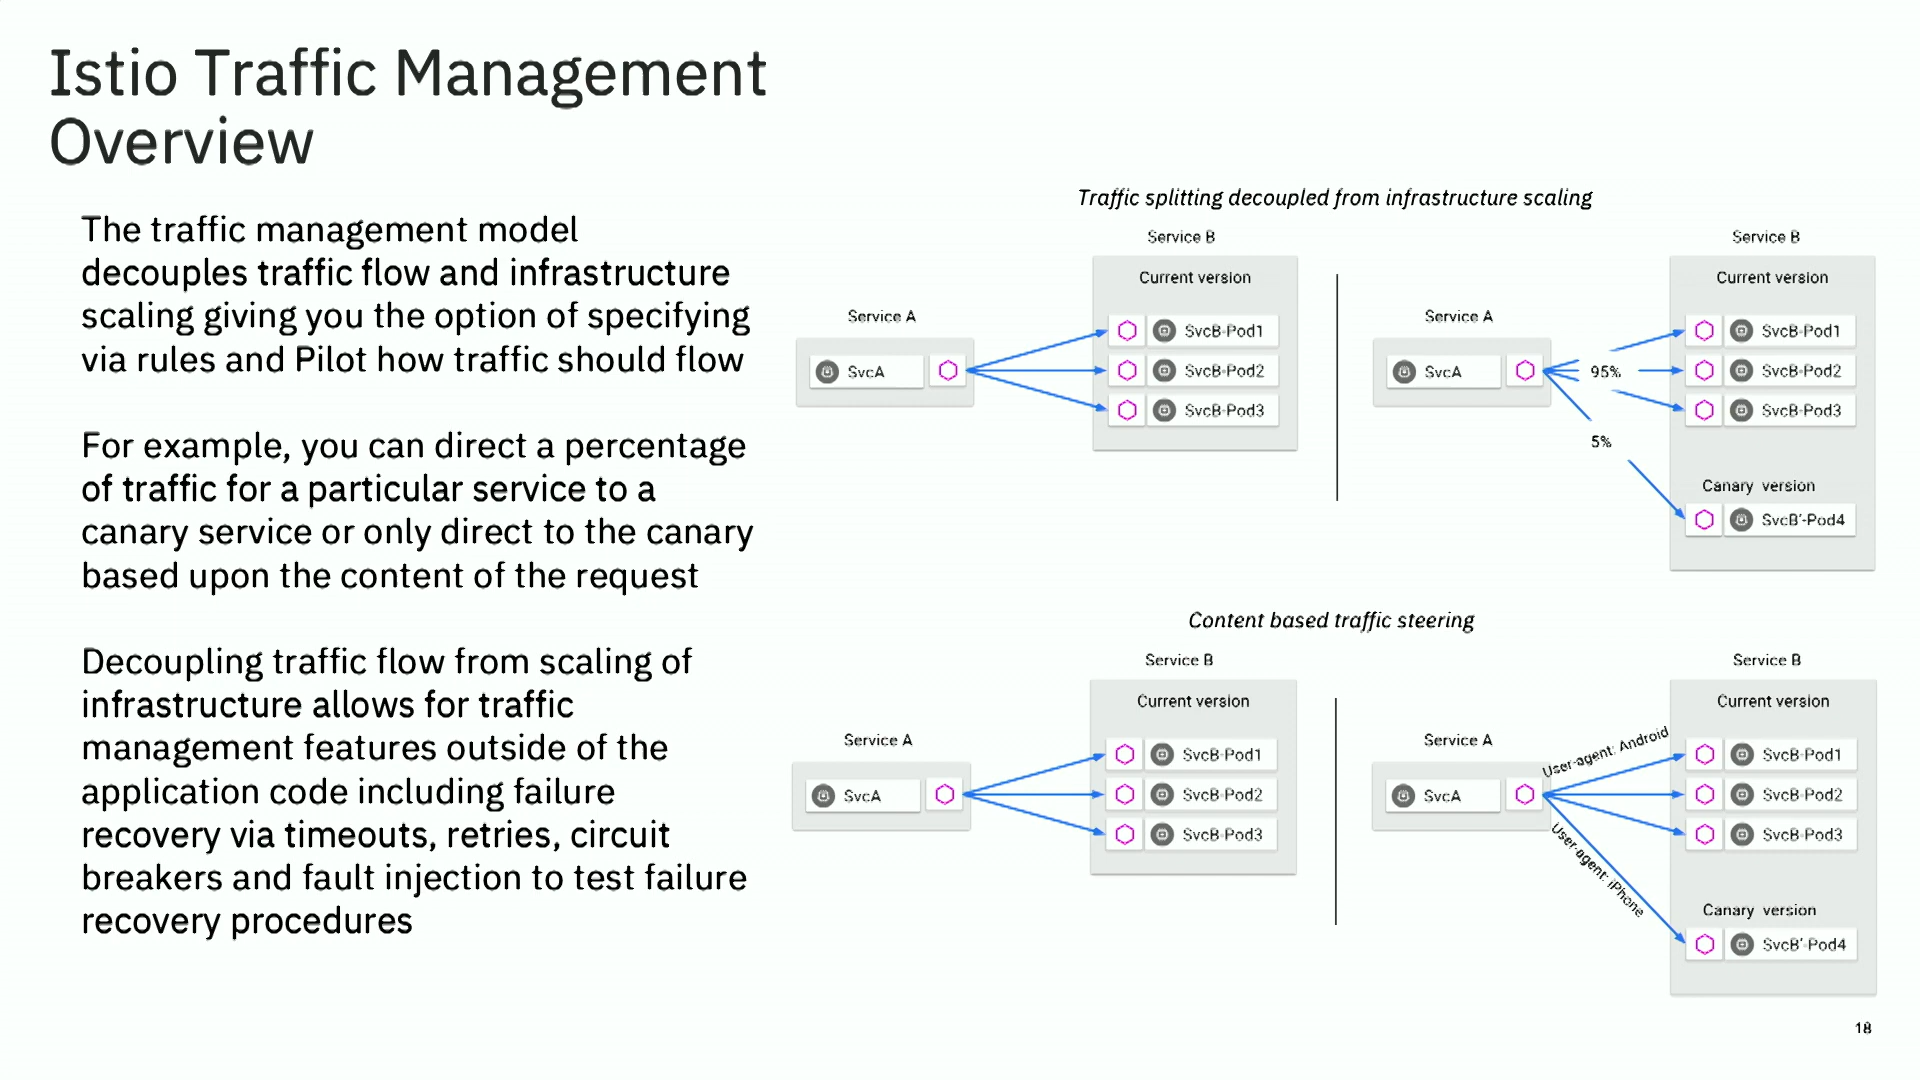 Istio Traffic Management
Overview
The traffic management model
decouples traffic flow and infrastructure
scaling giving you the option of specifying
via rules and Pilot how traffic should flow
For example, you can direct a percentage
of traffic for a particular service to a
canary service or only direct to the canary
based upon the content of the request
Decoupling traffic flow from scaling of
infrastructure allows for traffic
management features outside of the
application code including failure
recovery via timeouts, retries, circuit
breakers and fault injection to test failure
recovery procedures
Traffic splitting decoupled from infrastructure scaling
Service B
Current version
Service A
SvcA
SvcB-Pod1
SvcB-Pod2
SvcB-Pod3
Service B
Current version
Service A
SvcA
95%
5%
SvcB-Pod1
SvcB-Pod2
SvcB-Pod3
Canary version
SvcB'-Pod4
Content based traffic steering
Service B
Current version
Service A
SvcA
SvcB-Pod1
SvcB-Pod2
SvcB-Pod3
Service B
Current version
Service A
SvcA
User-agent: Android
User-agent: iPhone
SvcB-Pod1
SvcB-Pod2
SvcB-Pod3
Canary version
SvcB'-Pod4
18